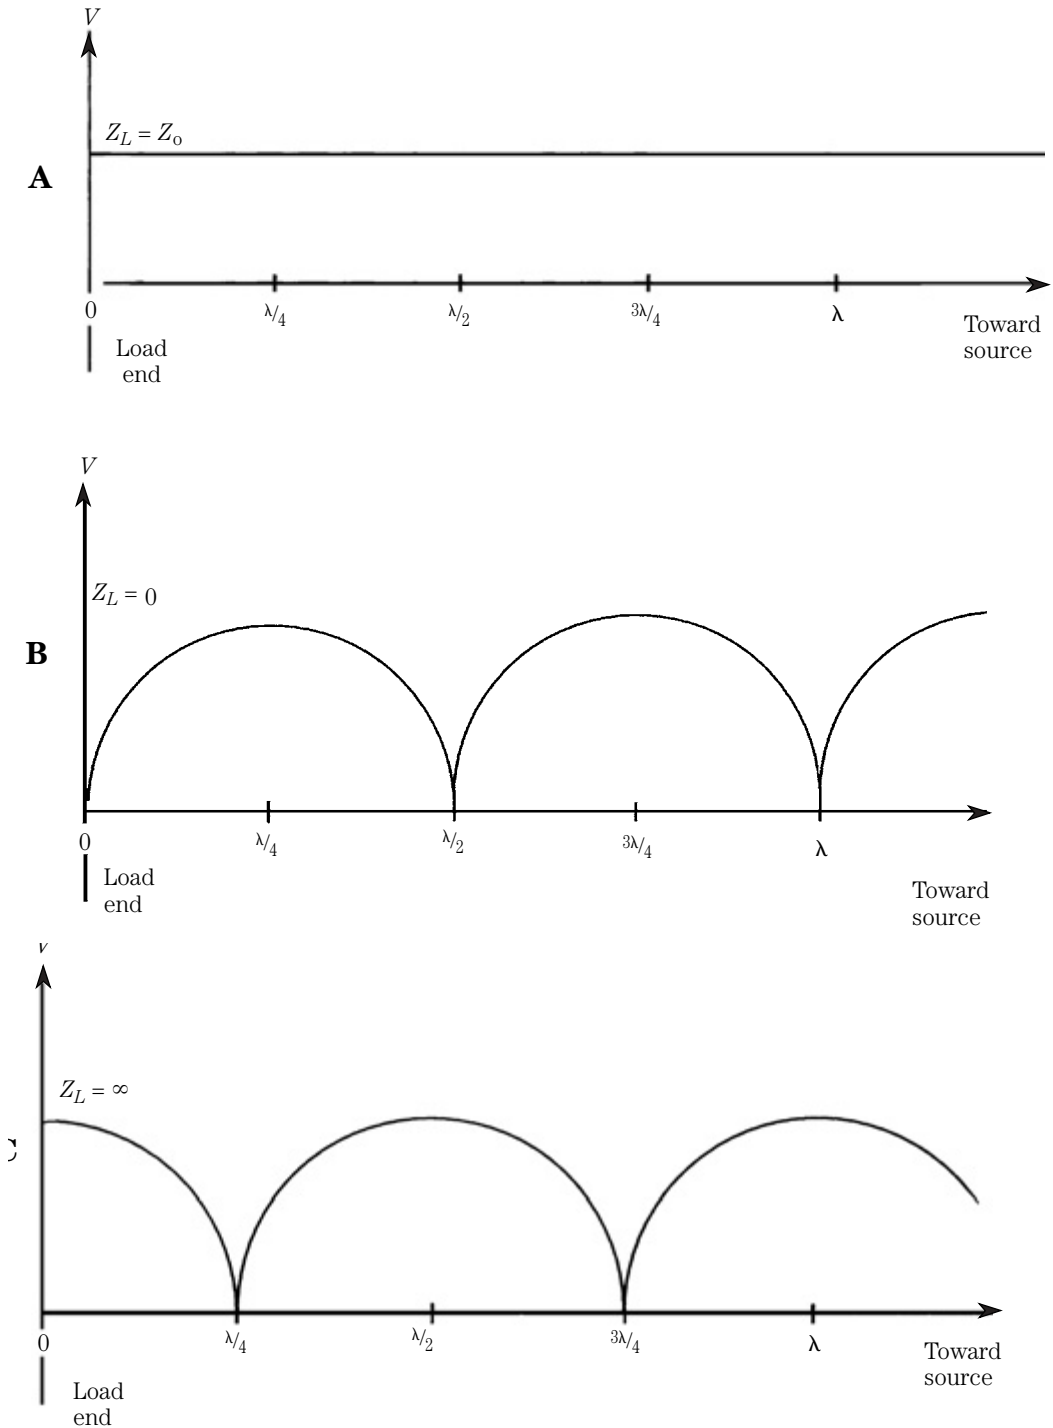 V
Z_L = Z_o
A
0 λ/4 λ/2 3λ/4 λ
Toward
source
Load
end
V
Z_L = 0
B
0 λ/4 λ/2 3λ/4 λ
Load
end
Toward
source
V
Z_L = ∞
C
0 λ/4 λ/2 3λ/4 λ
Toward
source
Load
end